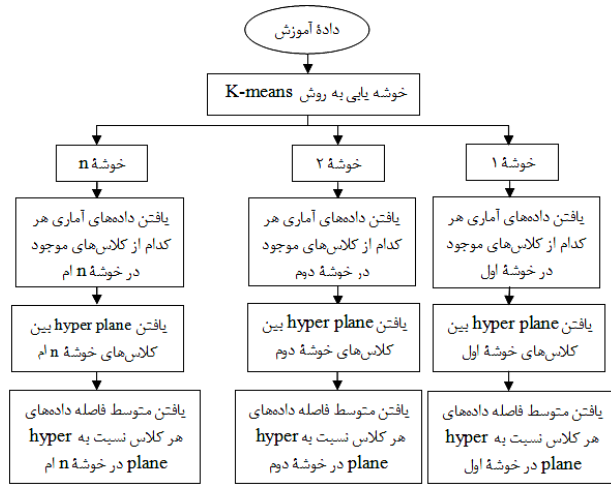 دادهٔ آموزش
خوشه یابی به روش K-means
خوشهٔ ۱
خوشهٔ ۲
خوشهٔ n
یافتن داده‌های آماری هر
کدام از کلاس‌های موجود
در خوشهٔ اول
یافتن داده‌های آماری هر
کدام از کلاس‌های موجود
در خوشهٔ دوم
یافتن داده‌های آماری هر
کدام از کلاس‌های موجود
در خوشهٔ n ام
یافتن hyper plane بین
کلاس‌های خوشهٔ اول
یافتن hyper plane بین
کلاس‌های خوشهٔ دوم
یافتن hyper plane بین
کلاس‌های خوشهٔ n ام
یافتن متوسط فاصله داده‌های
هر کلاس نسبت به hyper
plane در خوشهٔ اول
یافتن متوسط فاصله داده‌های
هر کلاس نسبت به hyper
plane در خوشهٔ دوم
یافتن متوسط فاصله داده‌های
هر کلاس نسبت به hyper
plane در خوشهٔ n ام